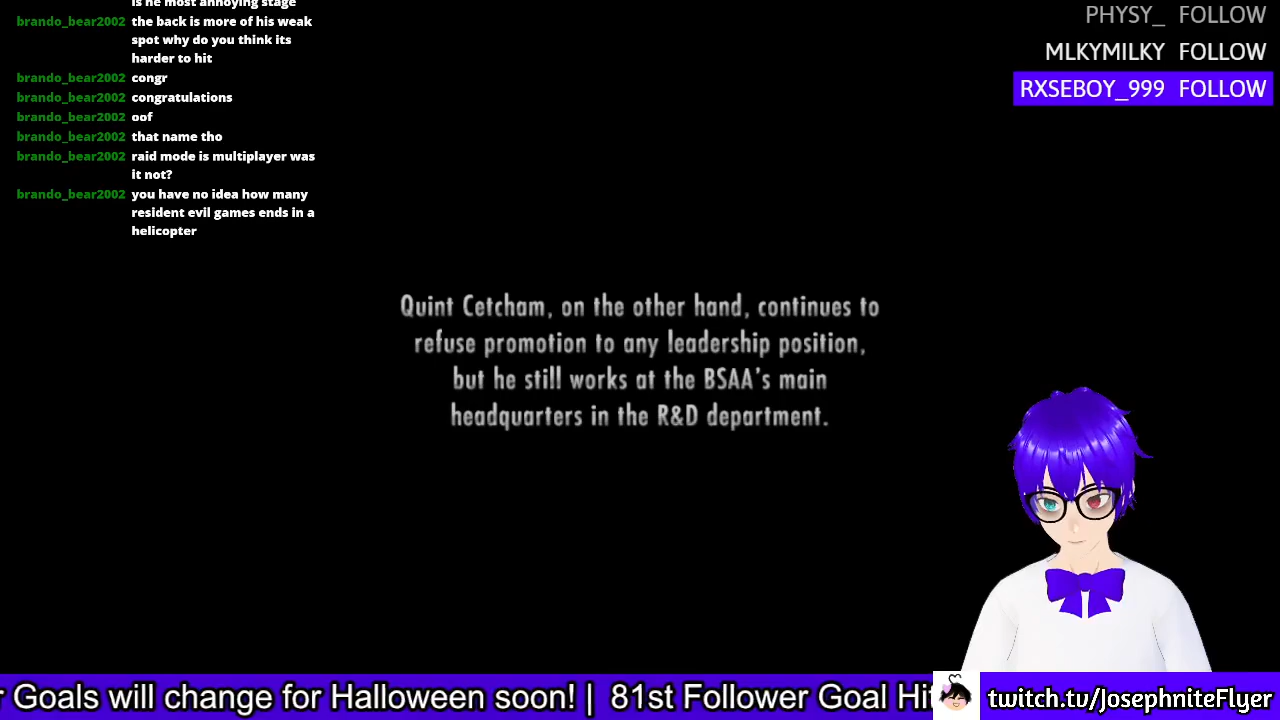 is he most annoying stage
brando_bear2002 the back is more of his weak
spot why do you think its
harder to hit
brando_bear2002 congr
brando_bear2002 congratulations
brando_bear2002 oof
brando_bear2002 that name tho
brando_bear2002 raid mode is multiplayer was
it not?
brando_bear2002 you have no idea how many
resident evil games ends in a
helicopter
PHYSY_ FOLLOW
MLKYMILKY FOLLOW
RXSEBOY_999 FOLLOW
Quint Cetcham, on the other hand, continues to
refuse promotion to any leadership position,
but he still works at the BSAA's main
headquarters in the R&D department.
r Goals will change for Halloween soon! | 81st Follower Goal Hit
twitch.tv/JosephniteFlyer